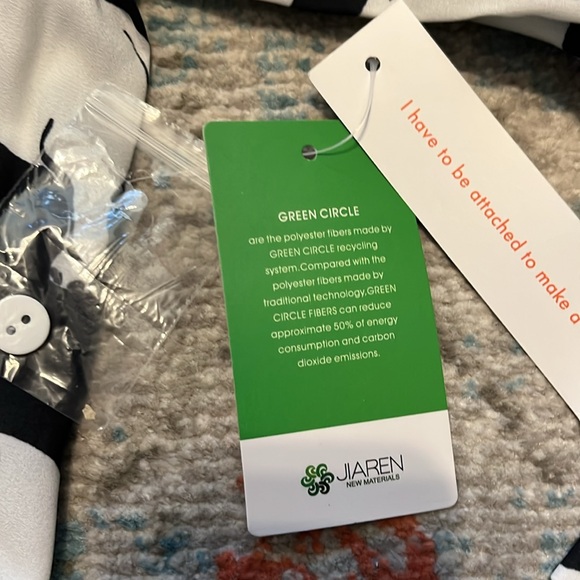 GREEN CIRCLE
are the polyester fibers made by
GREEN CIRCLE recycling
system.Compared with the
polyester fibers made by
traditional technology,GREEN
CIRCLE FIBERS can reduce
approximate 50% of energy
consumption and carbon
dioxide emissions.
JIAREN
NEW MATERIALS
I have to be attached to make a